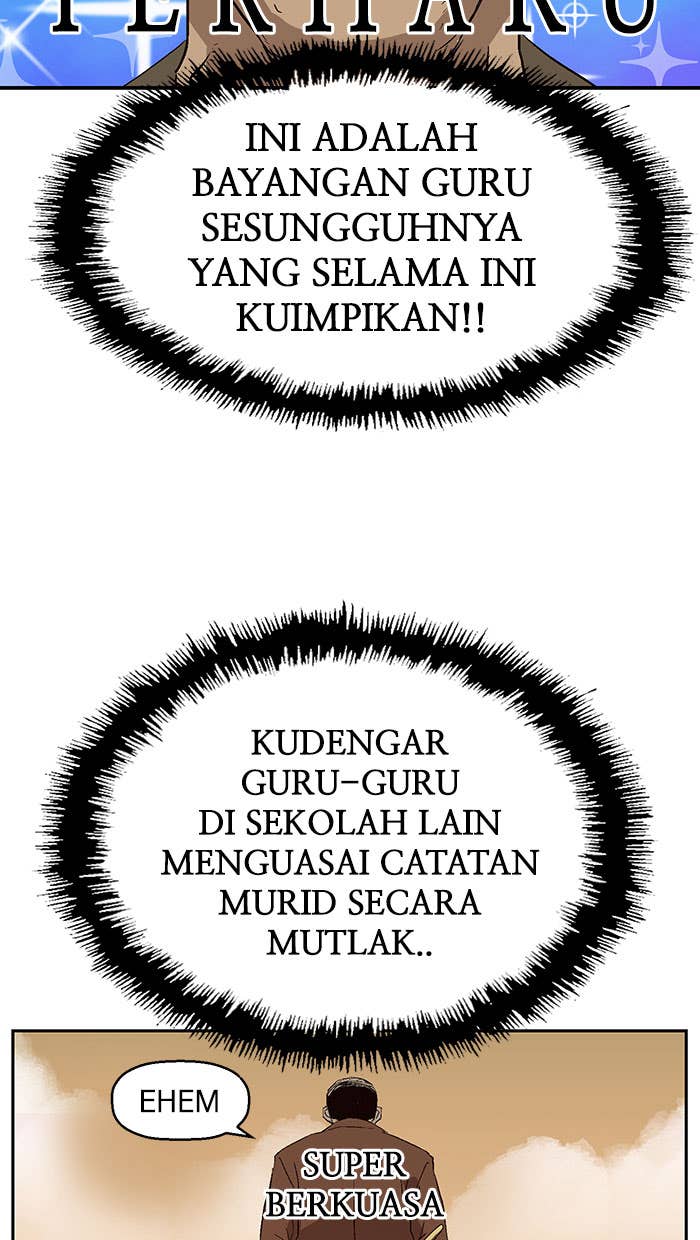 TERHARU
INI ADALAH
BAYANGAN GURU
SESUNGGUHNYA
YANG SELAMA INI
KUIMPIKAN!!
KUDENGAR
GURU-GURU
DI SEKOLAH LAIN
MENGUASAI CATATAN
MURID SECARA
MUTLAK..
EHEM
SUPER
BERKUASA